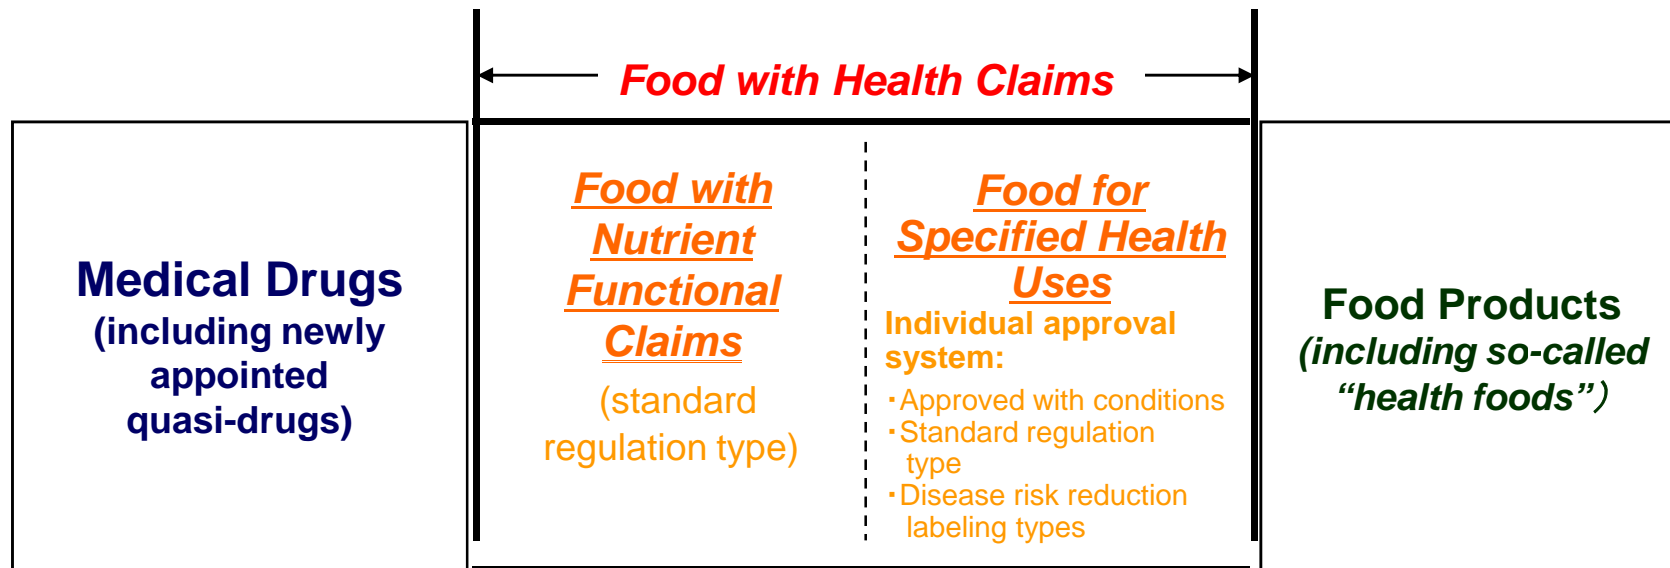 Food with Health Claims
Medical Drugs
(including newly
appointed
quasi-drugs)
Food with
Nutrient
Functional
Claims
(standard
regulation type)
Food for
Specified Health
Uses
Individual approval
system:
・Approved with conditions
・Standard regulation
type
・Disease risk reduction
labeling types
Food Products
(including so-called
“health foods”）